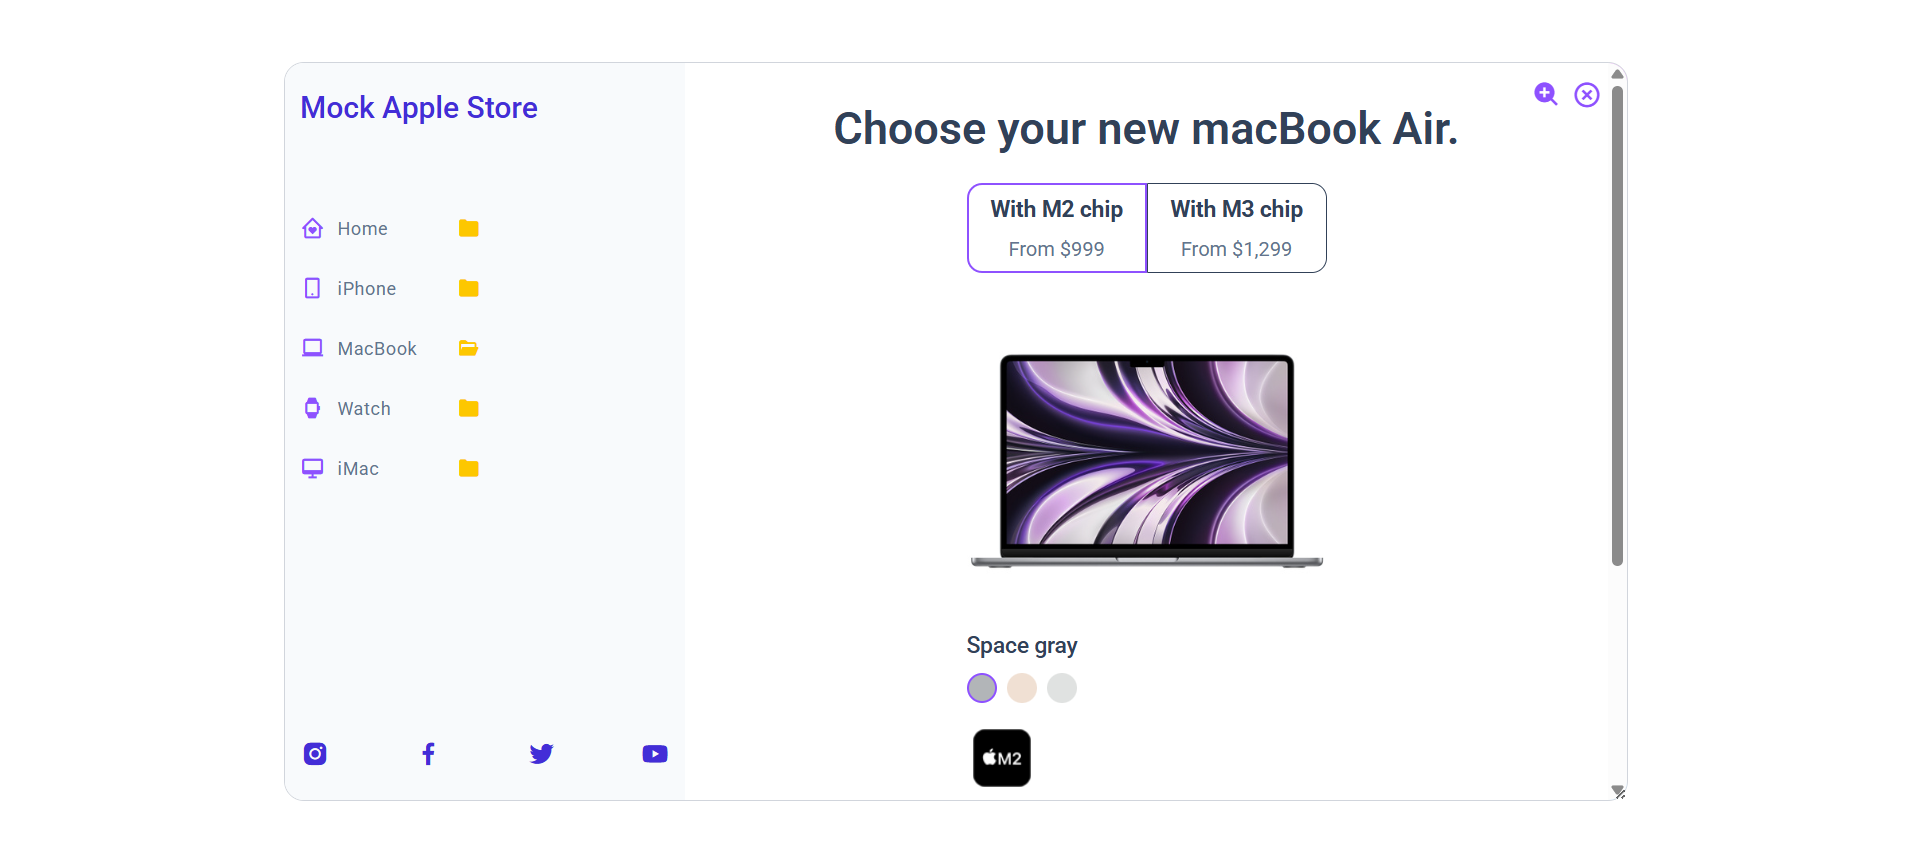 Mock Apple Store
Home
iPhone
MacBook
Watch
iMac
Choose your new macBook Air.
With M2 chip
From $999
With M3 chip
From $1,299
Space gray
M2